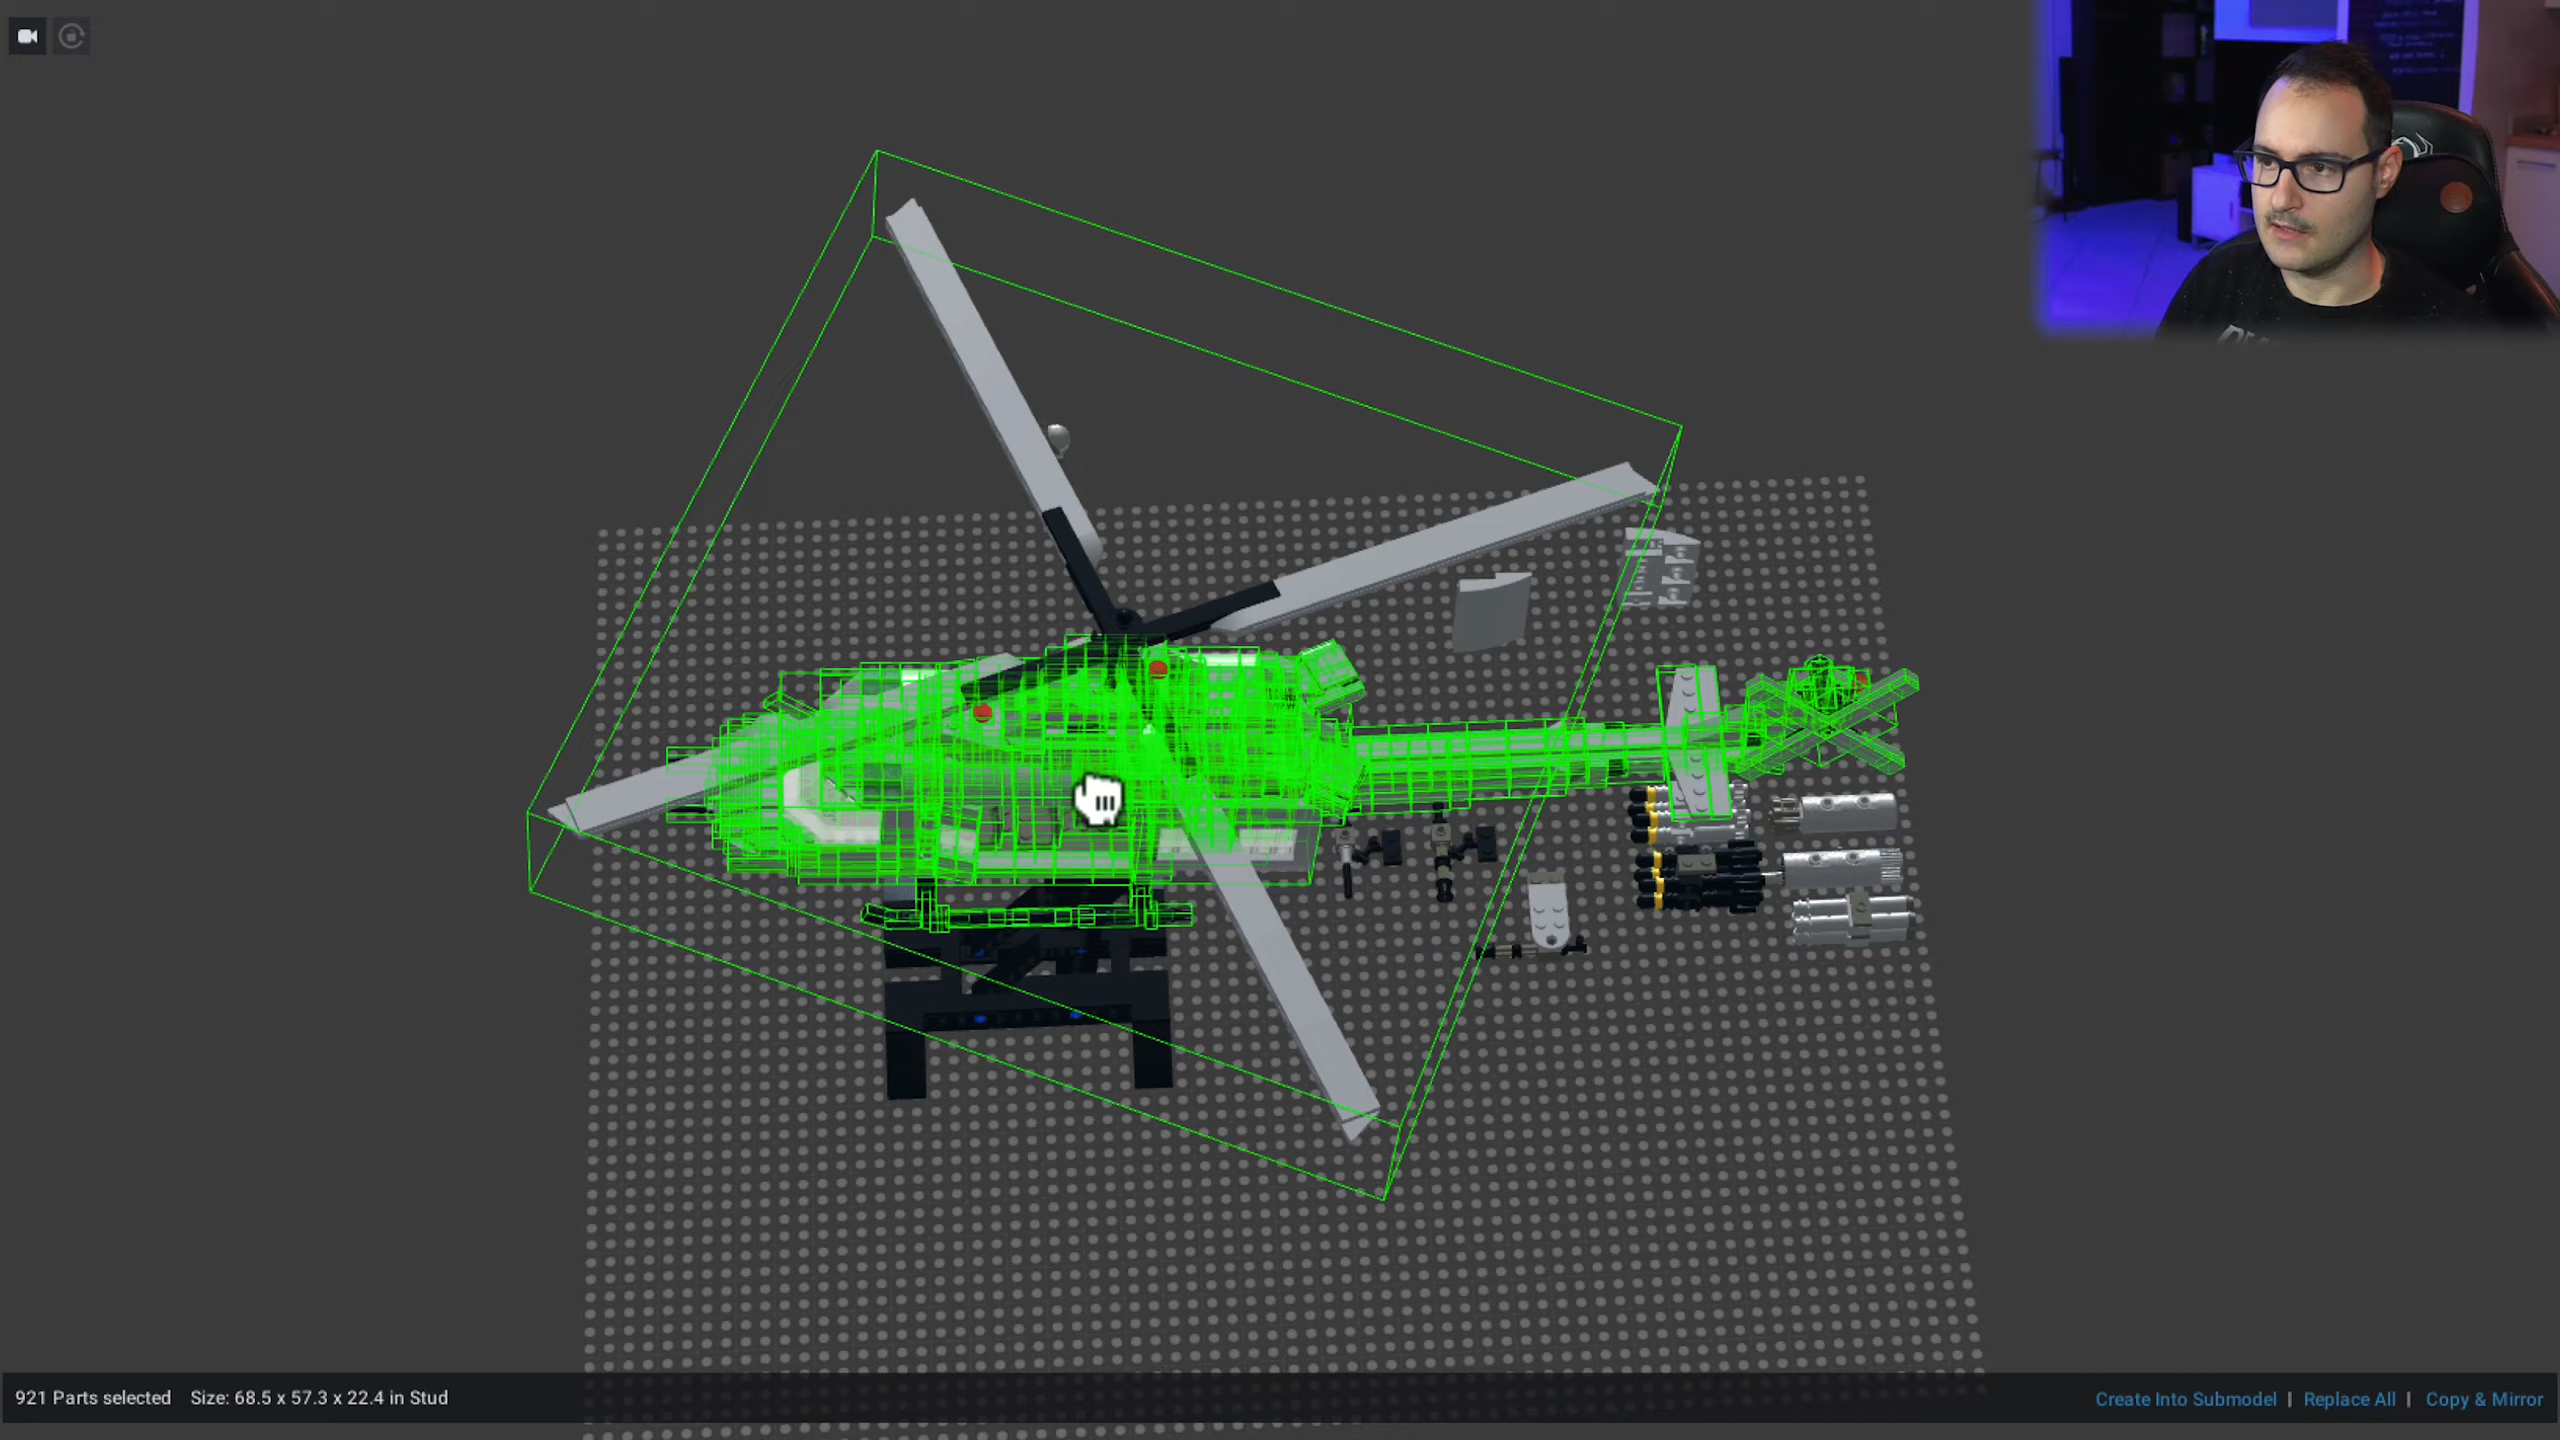 921 Parts selected Size: 68.5 x 57.3 x 22.4 in Stud
Create Into Submodel | Replace All | Copy & Mirror